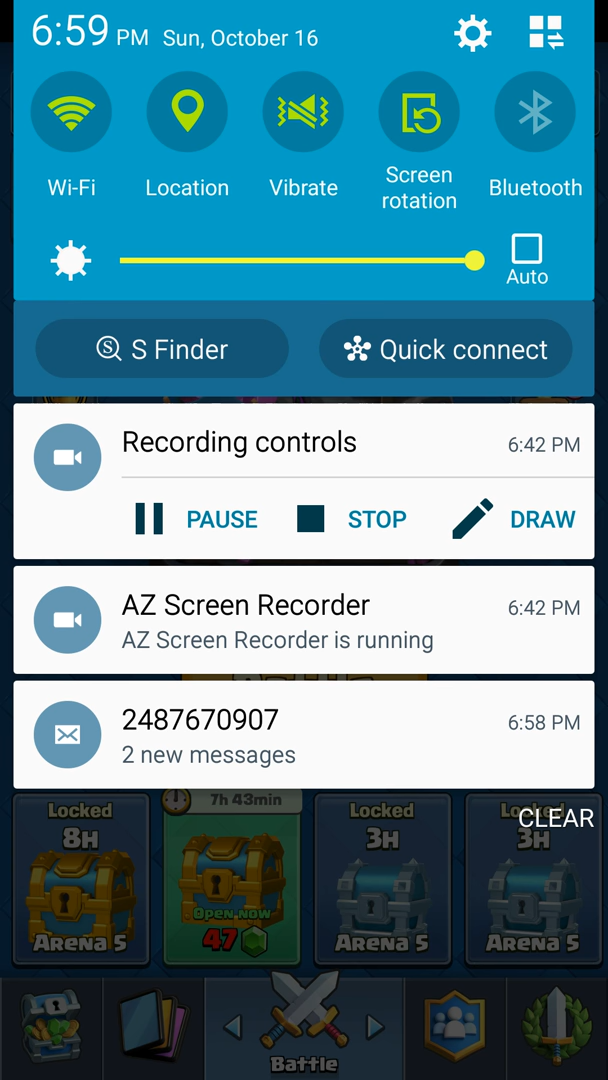 6:59 PM Sun, October 16
Wi-Fi
Location
Vibrate
Screen
rotation
Bluetooth
Auto
S Finder
Quick connect
Recording controls 6:42 PM
PAUSE STOP DRAW
AZ Screen Recorder 6:42 PM
AZ Screen Recorder is running
2487670907 6:58 PM
2 new messages
CLEAR
Locked
8H
Arena 5
7h 43min
Open now
47
Locked
3H
Arena 5
Locked
3H
Arena 5
Battle